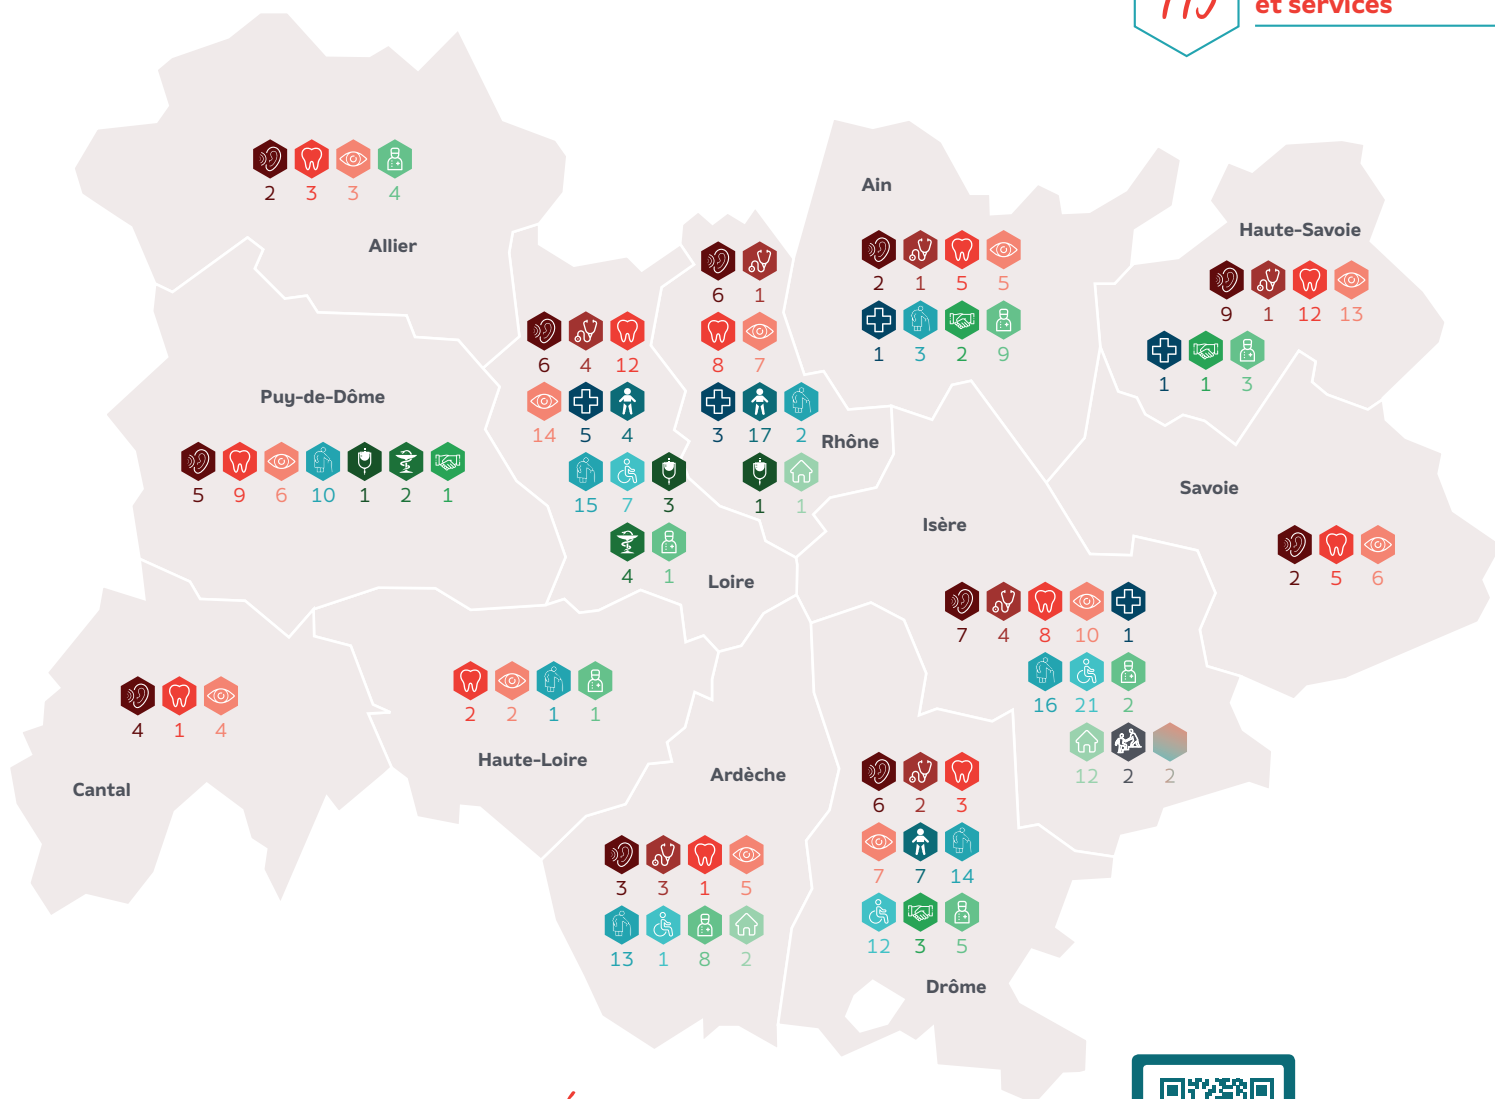 et services
2 3 3 4
Allier
Ain
2 1 5 5
1 3 2 9
Haute-Savoie
9 1 12 13
1 1 3
6 1
8 7
3 17 2
Rhône
1 1
6 4 12
14 5 4
15 7 3
4 1
Loire
Puy-de-Dôme
5 9 6 10 1 2 1
Savoie
2 5 6
Isère
7 4 8 10 1
16 21 2
12 2 2
4 1 4
Cantal
2 2 1 1
Haute-Loire
Ardèche
3 3 1 5
13 1 8 2
6 2 3
7 7 14
12 3 5
Drôme